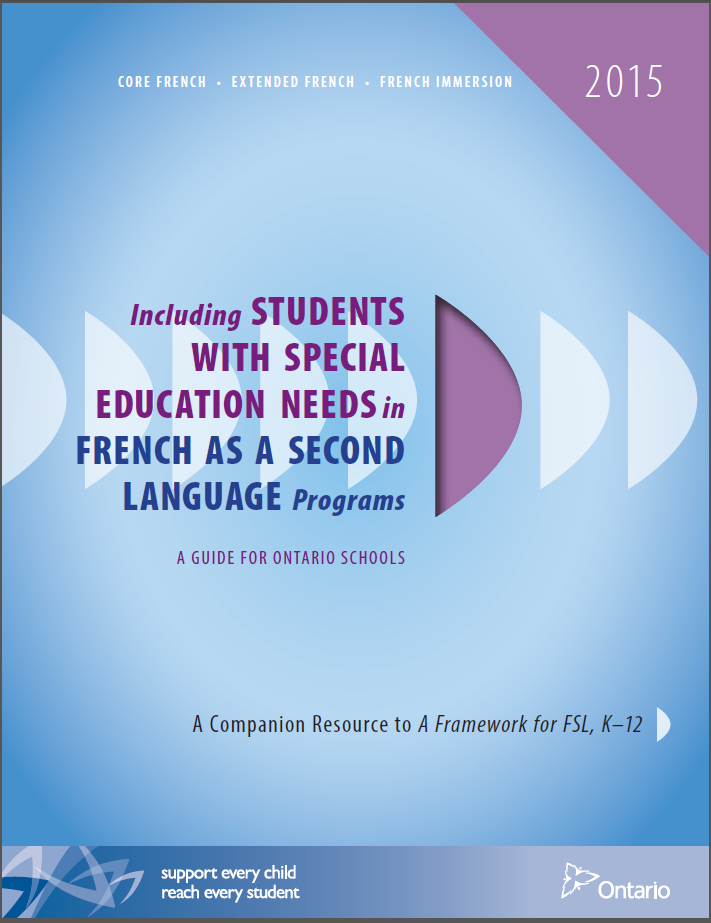 CORE FRENCH • EXTENDED FRENCH • FRENCH IMMERSION
2015
Including STUDENTS
WITH SPECIAL
EDUCATION NEEDS in
FRENCH AS A SECOND
LANGUAGE Programs
A GUIDE FOR ONTARIO SCHOOLS
A Companion Resource to A Framework for FSL, K–12
support every child
reach every student
Ontario